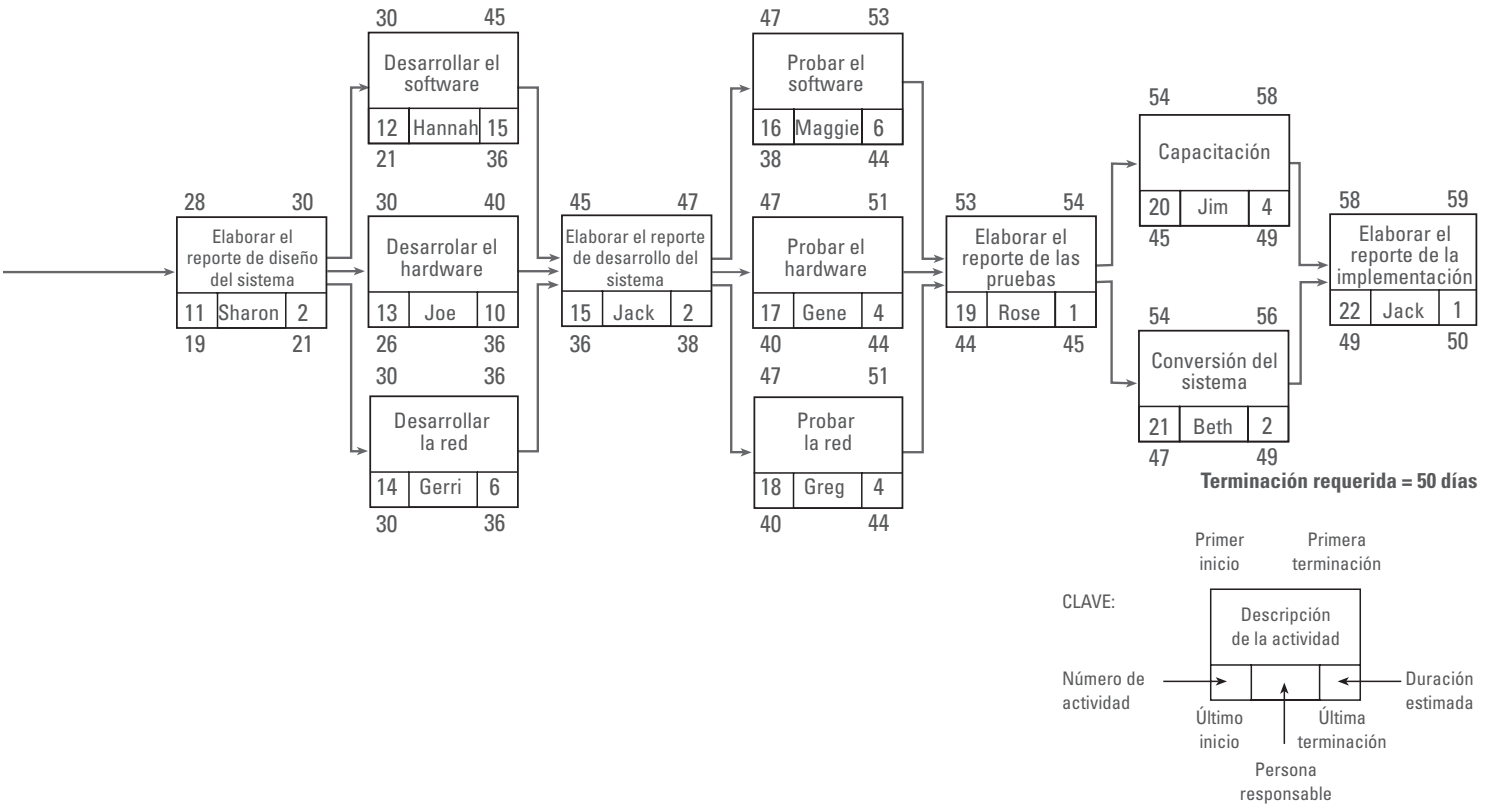 28 30
Elaborar el
reporte de diseño
del sistema
11 Sharon 2
19 21
30 45
Desarrollar el
software
12 Hannah 15
21 36
30 40
Desarrolar el
hardware
13 Joe 10
26 36
30 36
Desarrollar
la red
14 Gerri 6
30 36
45 47
Elaborar el reporte
de desarrollo del
sistema
15 Jack 2
36 38
47 53
Probar el
software
16 Maggie 6
38 44
47 51
Probar el
hardware
17 Gene 4
40 44
47 51
Probar
la red
18 Greg 4
40 44
53 54
Elaborar el
reporte de las
pruebas
19 Rose 1
44 45
54 58
Capacitación
20 Jim 4
45 49
54 56
Conversión del
sistema
21 Beth 2
47 49
58 59
Elaborar el
reporte de la
implementación
22 Jack 1
49 50
Terminación requerida = 50 días
CLAVE:
Primer
inicio
Primera
terminación
Descripción
de la actividad
Número de
actividad
Duración
estimada
Último
inicio
Última
terminación
Persona
responsable